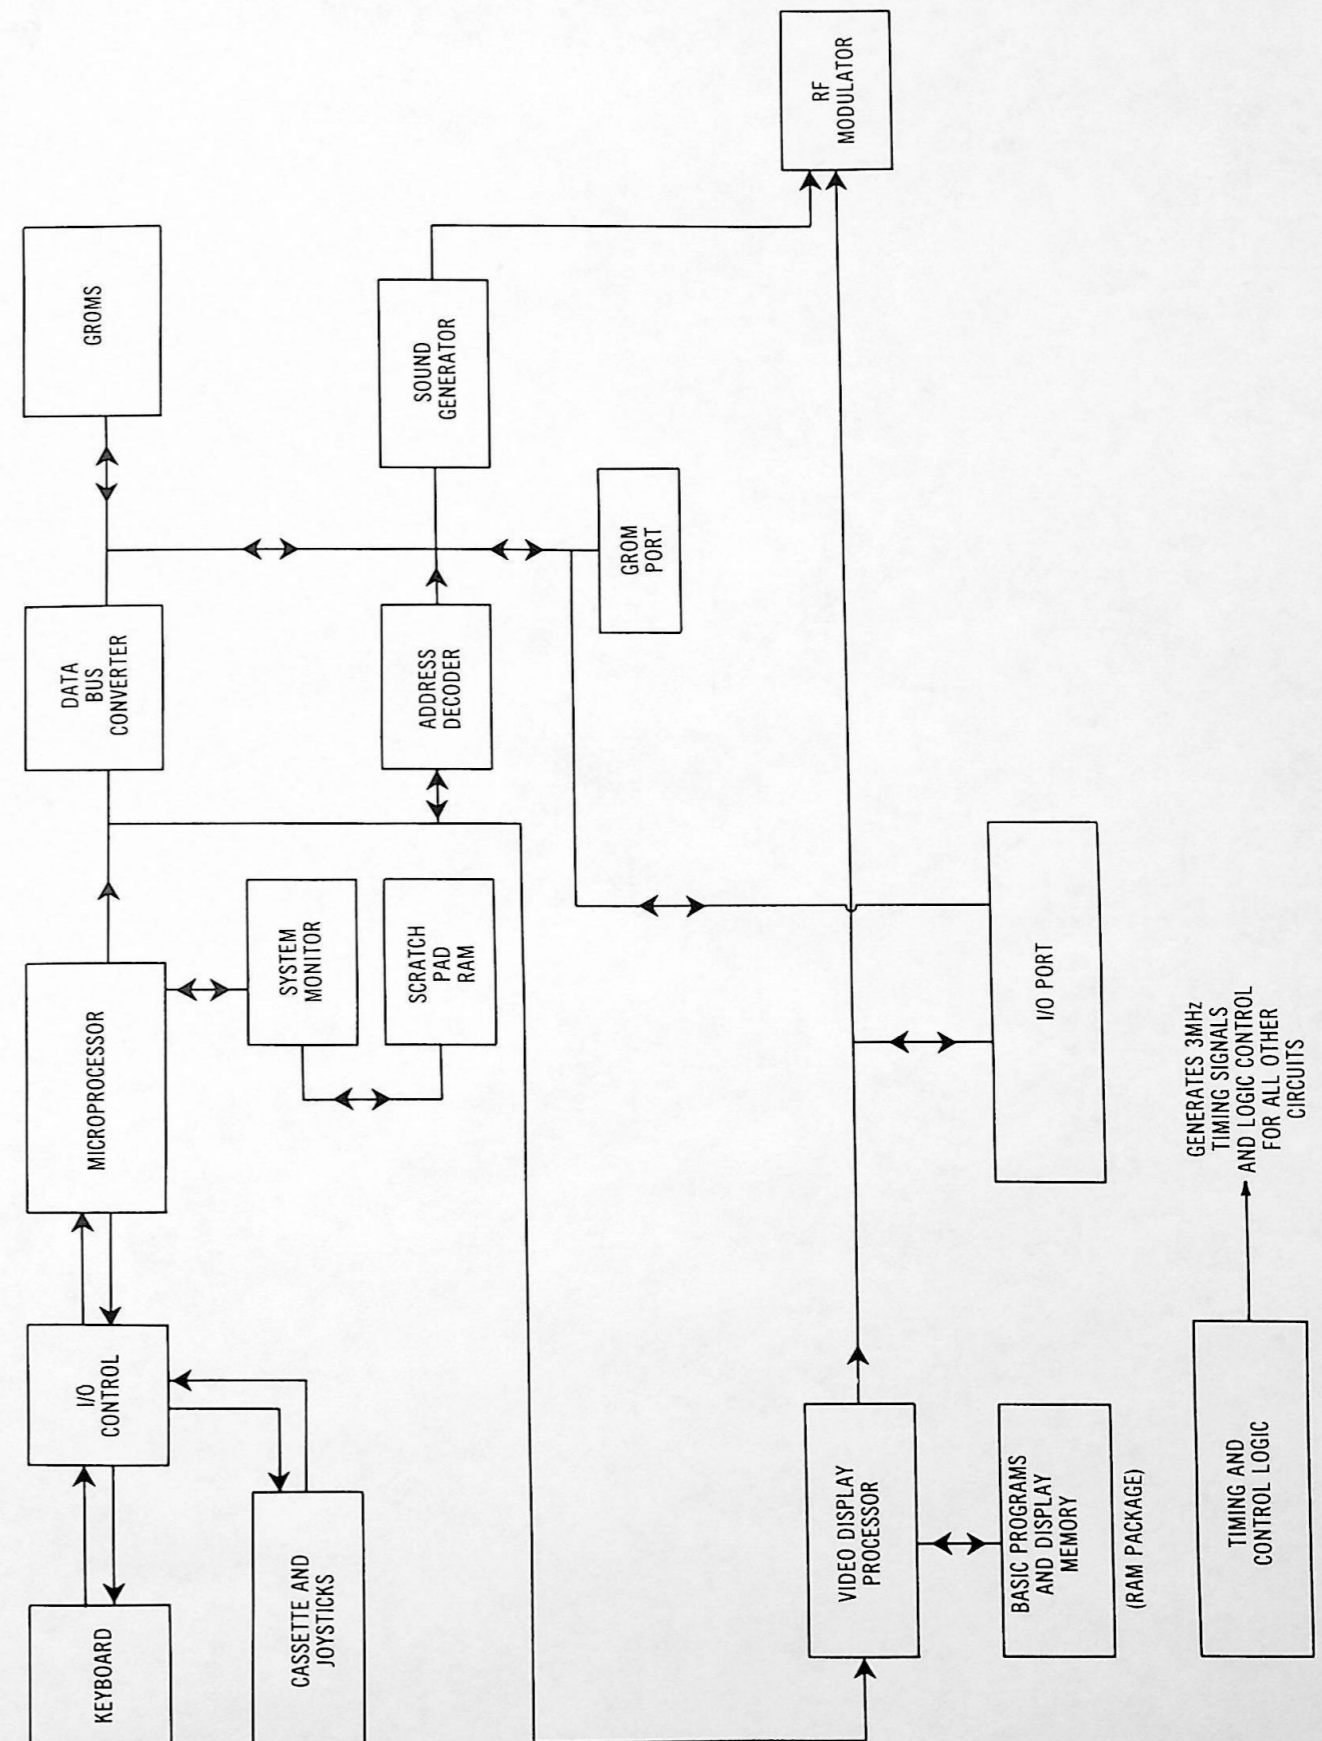 KEYBOARD
I/O
CONTROL
MICROPROCESSOR
DATA
BUS
CONVERTER
GROMS
CASSETTE AND
JOYSTICKS
SYSTEM
MONITOR
SCRATCH
PAD
RAM
ADDRESS
DECODER
SOUND
GENERATOR
GROM
PORT
RF
MODULATOR
VIDEO DISPLAY
PROCESSOR
BASIC PROGRAMS
AND DISPLAY
MEMORY
(RAM PACKAGE)
I/O PORT
TIMING AND
CONTROL LOGIC
GENERATES 3MHz
TIMING SIGNALS
AND LOGIC CONTROL
FOR ALL OTHER
CIRCUITS